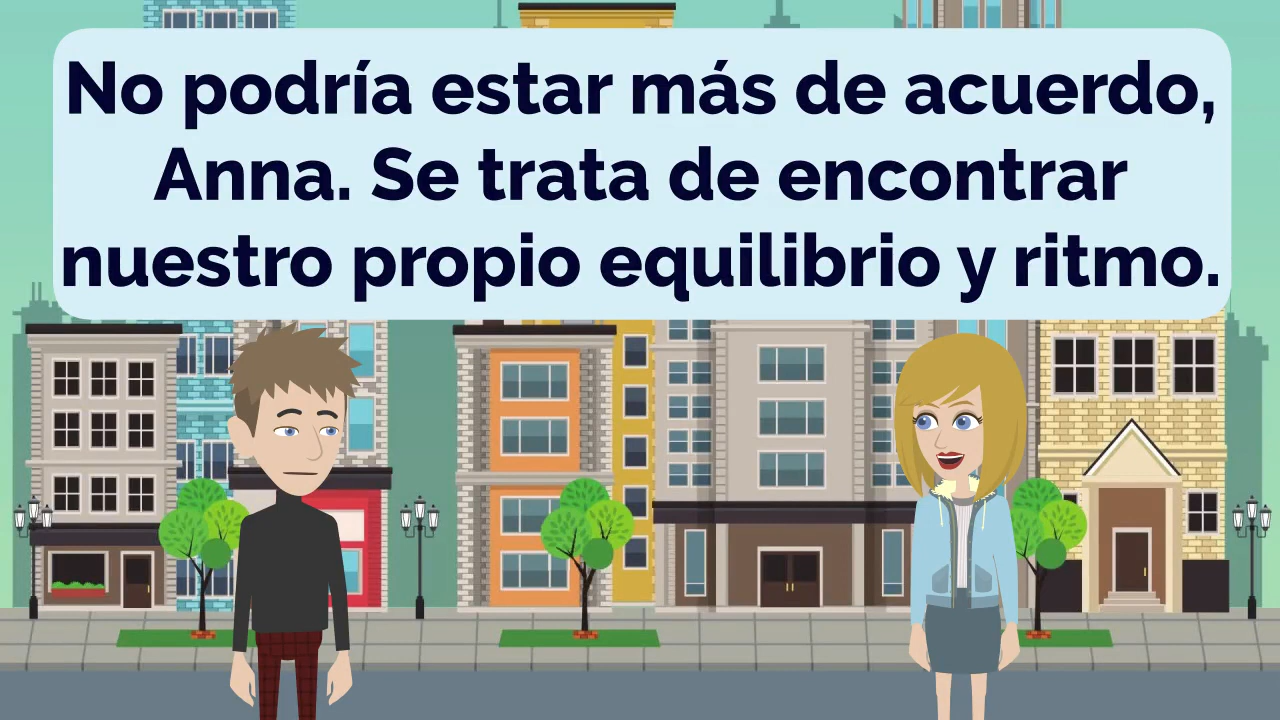 No podría estar más de acuerdo,
Anna. Se trata de encontrar
nuestro propio equilibrio y ritmo.